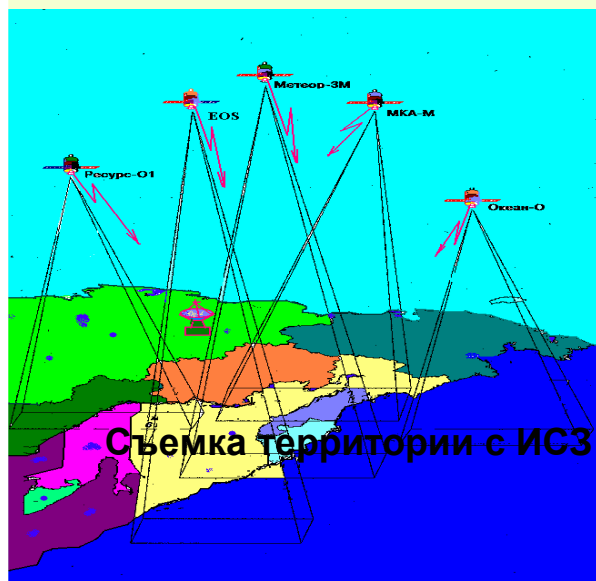 Метеор-3М
EOS
МКА-М
Ресурс-О1
Океан-О
Съемка территории с ИСЗ